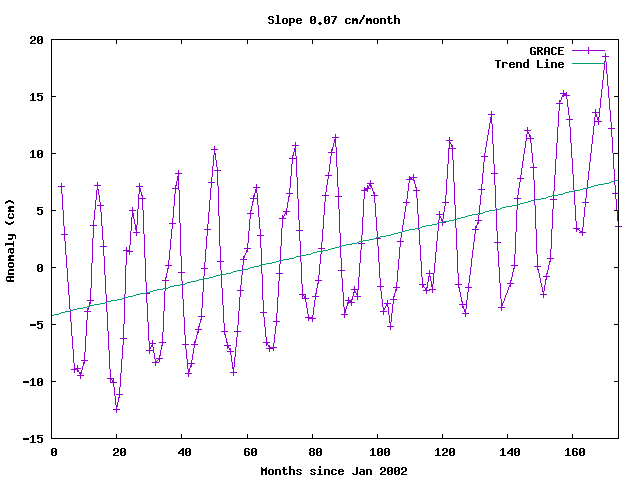 Slope 0.07 cm/month
GRACE
Trend Line
20
15
10
5
0
-5
-10
-15
Anomaly (cm)
0 20 40 60 80 100 120 140 160
Months since Jan 2002